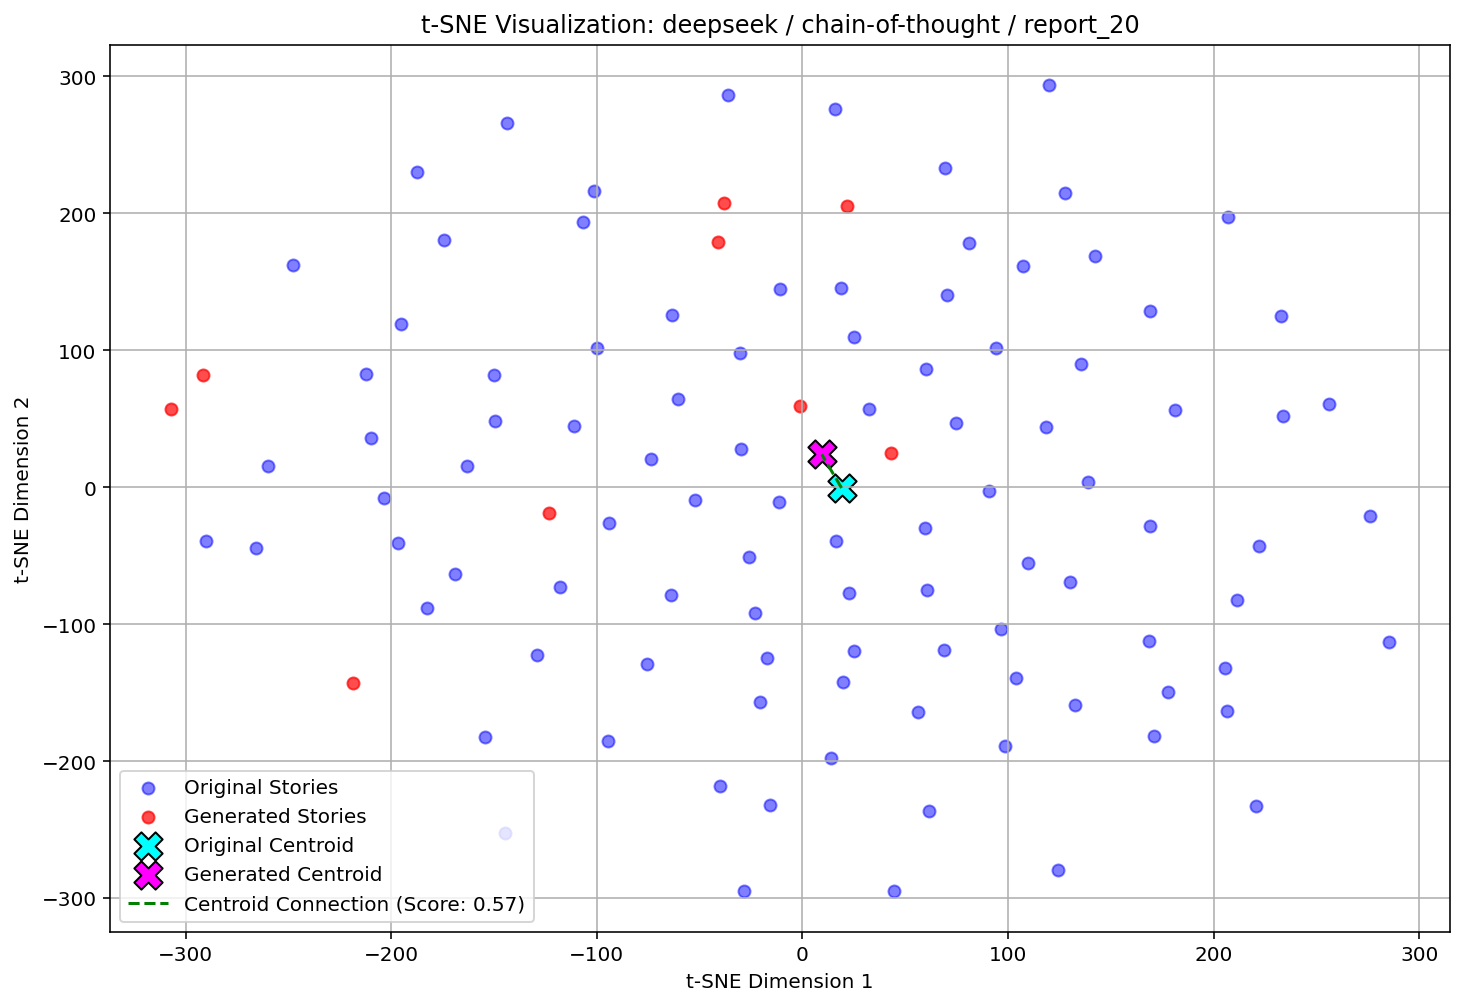 t-SNE Visualization: deepseek / chain-of-thought / report_20
t-SNE Dimension 2
300
200
100
0
−100
−200
−300
Original Stories
Generated Stories
Original Centroid
Generated Centroid
Centroid Connection (Score: 0.57)
−300 −200 −100 0 100 200 300
t-SNE Dimension 1